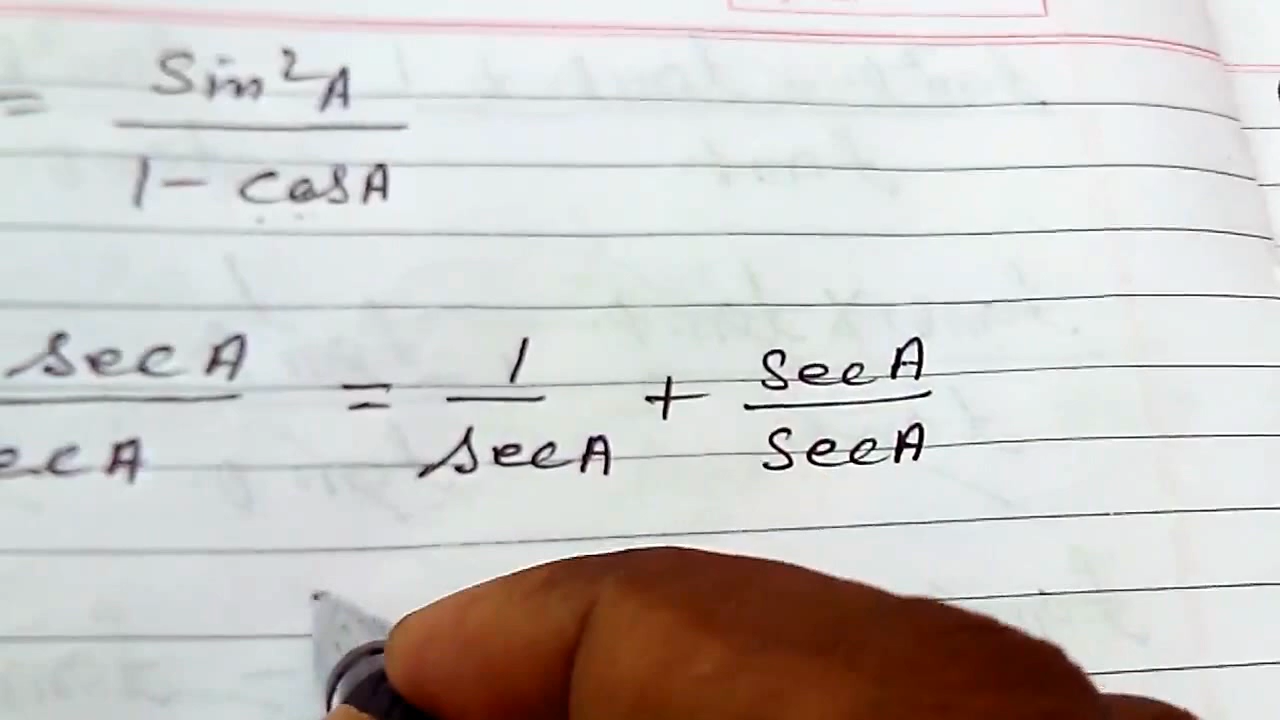 = Sin²A
1 - cosA
secA = 1 + secA
ecA secA secA